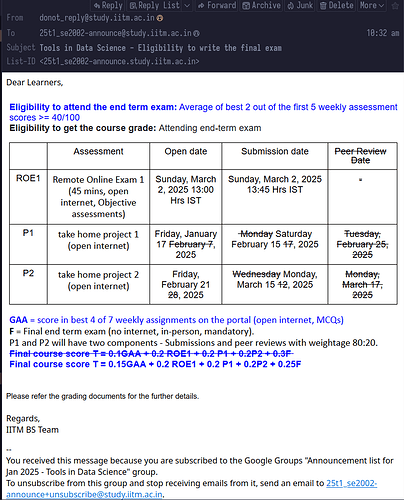 Reply Reply List Forward Archive Junk Delete More
From donot_reply@study.iitm.ac.in
To 25t1_se2002-announce@study.iitm.ac.in 10:32 am
Subject Tools in Data Science - Eligibility to write the final exam
List-ID <25t1_se2002-announce.study.iitm.ac.in>
Dear Learners,
Eligibility to attend the end term exam: Average of best 2 out of the first 5 weekly assessment
scores >= 40/100
Eligibility to get the course grade: Attending end-term exam
Assessment Open date Submission date Peer Review
Date
ROE1 Remote Online Exam 1 Sunday, March Sunday, March 2, 2025 -
(45 mins, open 2, 2025 13:00 13:45 Hrs IST
internet, Objective Hrs IST
assessments)
P1 take home project 1 Friday, January Monday Saturday Tuesday,
(open internet) 17 February 7, February 15 17, 2025 February 25,
2025 2025
P2 take home project 2 Friday, Wednesday Monday, Monday,
(open internet) February 21 March 15 12, 2025 March 17,
28, 2025 2025
GAA = score in best 4 of 7 weekly assignments on the portal (open internet, MCQs)
F = Final end term exam (no internet, in-person, mandatory).
P1 and P2 will have two components - Submissions and peer reviews with weightage 80:20.
Final course score T = 0.1GAA + 0.2 ROE1 + 0.2 P1 + 0.2P2 + 0.3F
Final course score T = 0.15GAA + 0.2 ROE1 + 0.2 P1 + 0.2P2 + 0.25F
Please refer the grading documents for the further details.
Regards,
IITM BS Team
--
You received this message because you are subscribed to the Google Groups "Announcement list for
Jan 2025 - Tools in Data Science" group.
To unsubscribe from this group and stop receiving emails from it, send an email to 25t1_se2002-
announce+unsubscribe@study.iitm.ac.in.